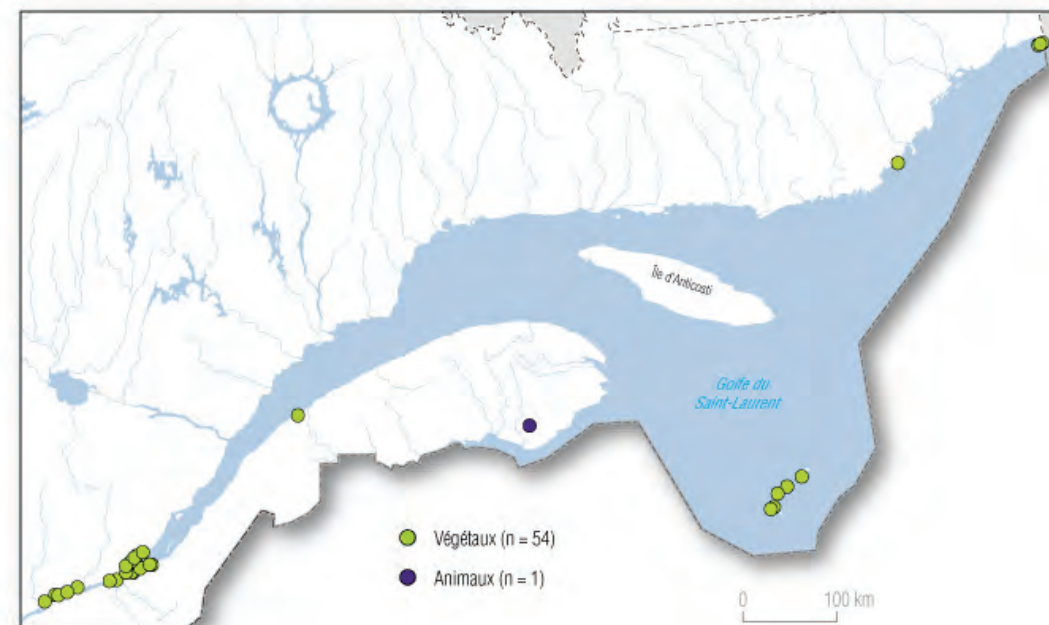 Île d'Anticosti
Golfe du
Saint-Laurent
Végétaux (n = 54)
Animaux (n = 1)
0 100 km